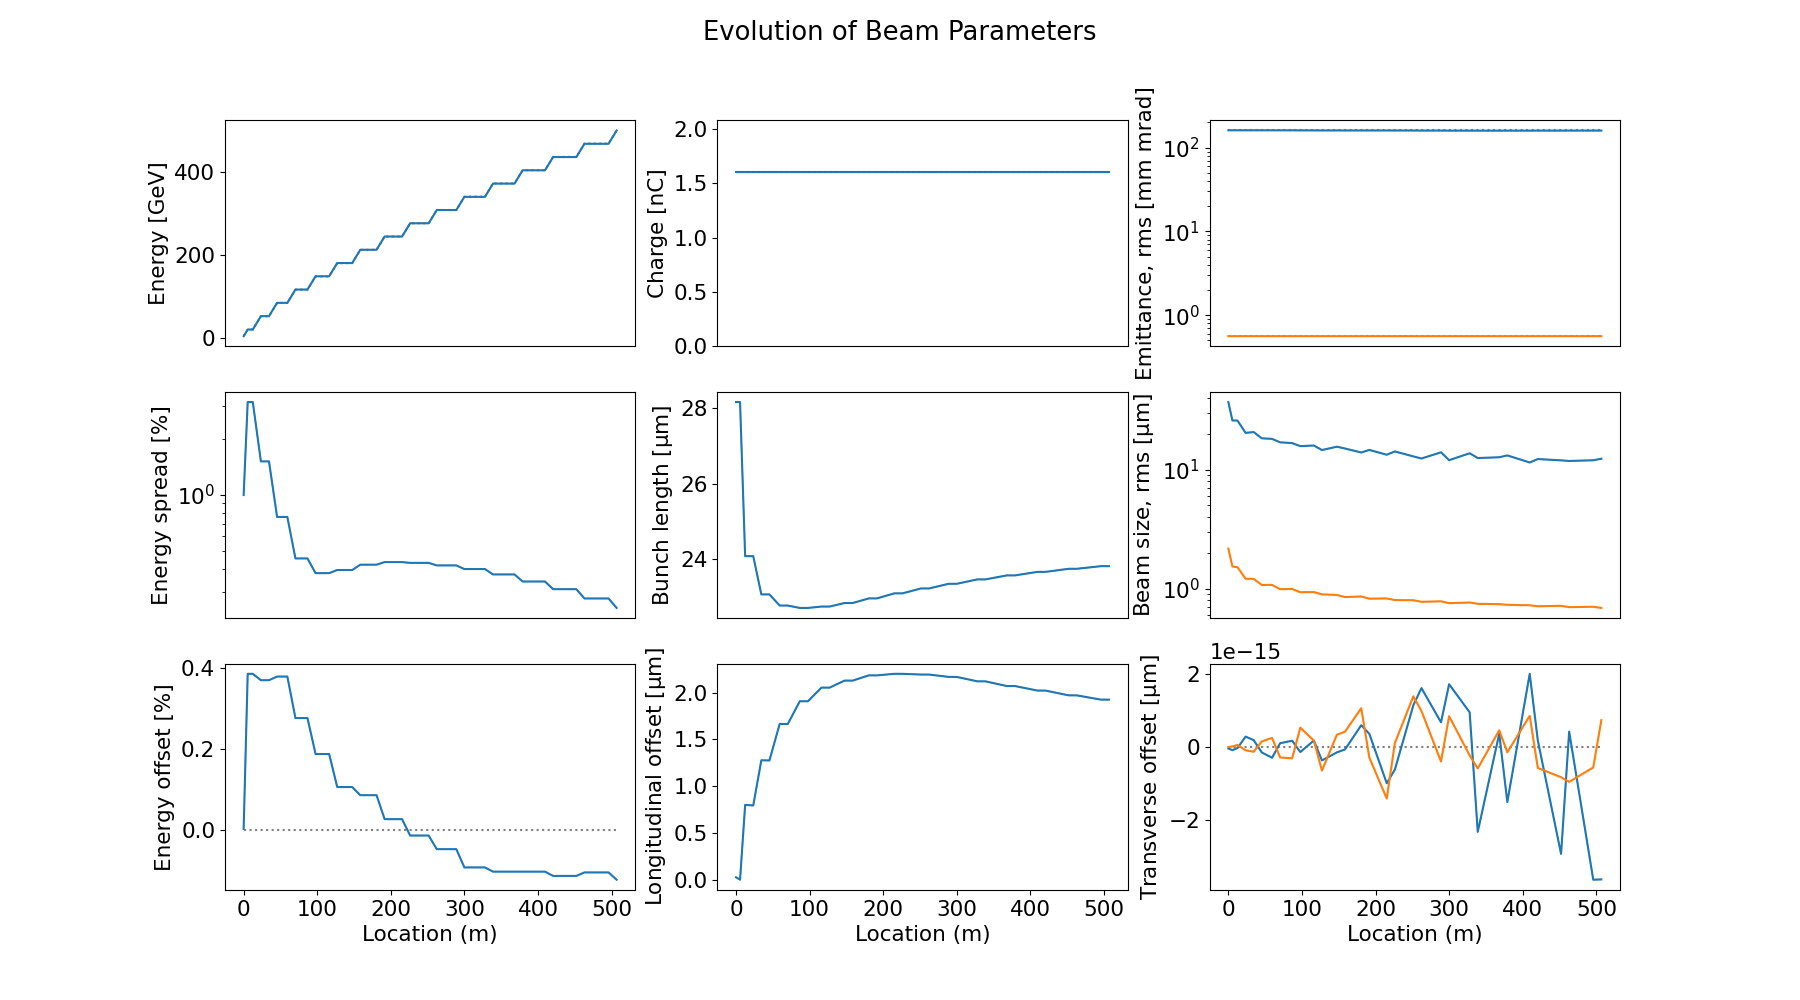 Evolution of Beam Parameters
Energy [GeV]
400
200
0
Charge [nC]
2.0
1.5
1.0
0.5
0.0
Emittance, rms [mm mrad]
10²
10¹
10⁰
Energy spread [%]
10⁰
Bunch length [μm]
28
26
24
Beam size, rms [μm]
10¹
10⁰
Energy offset [%]
0.4
0.2
0.0
0 100 200 300 400 500
Location (m)
Longitudinal offset [μm]
2.0
1.5
1.0
0.5
0.0
0 100 200 300 400 500
Location (m)
Transverse offset [μm]
1e−15
2
0
−2
0 100 200 300 400 500
Location (m)